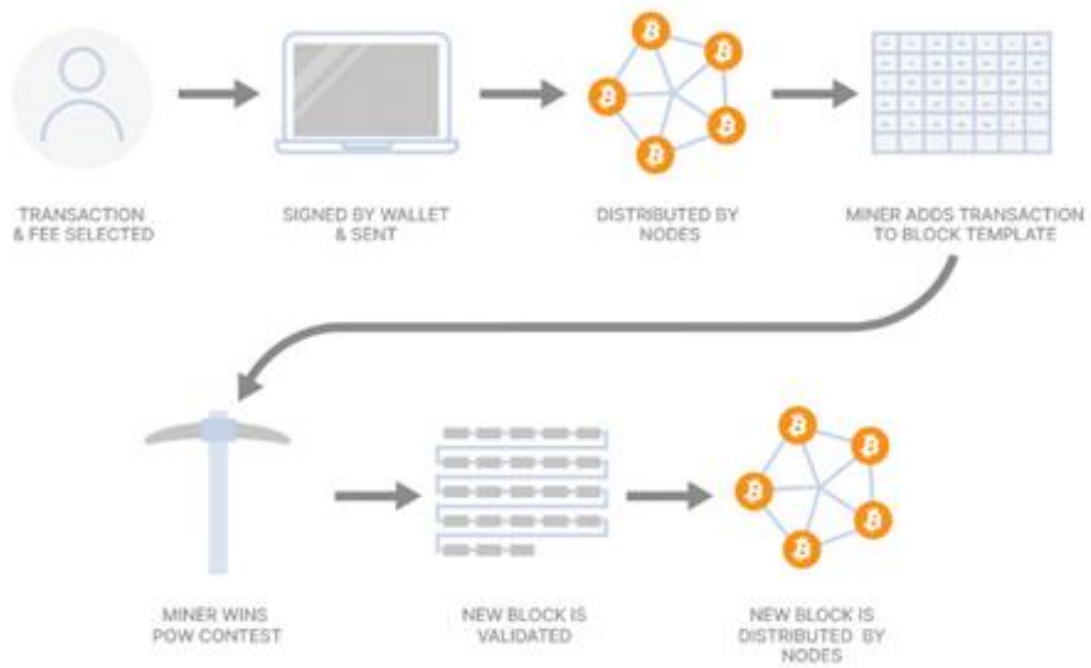 TRANSACTION
& FEE SELECTED
SIGNED BY WALLET
& SENT
DISTRIBUTED BY
NODES
MINER ADDS TRANSACTION
TO BLOCK TEMPLATE
MINER WINS
POW CONTEST
NEW BLOCK IS
VALIDATED
NEW BLOCK IS
DISTRIBUTED BY
NODES